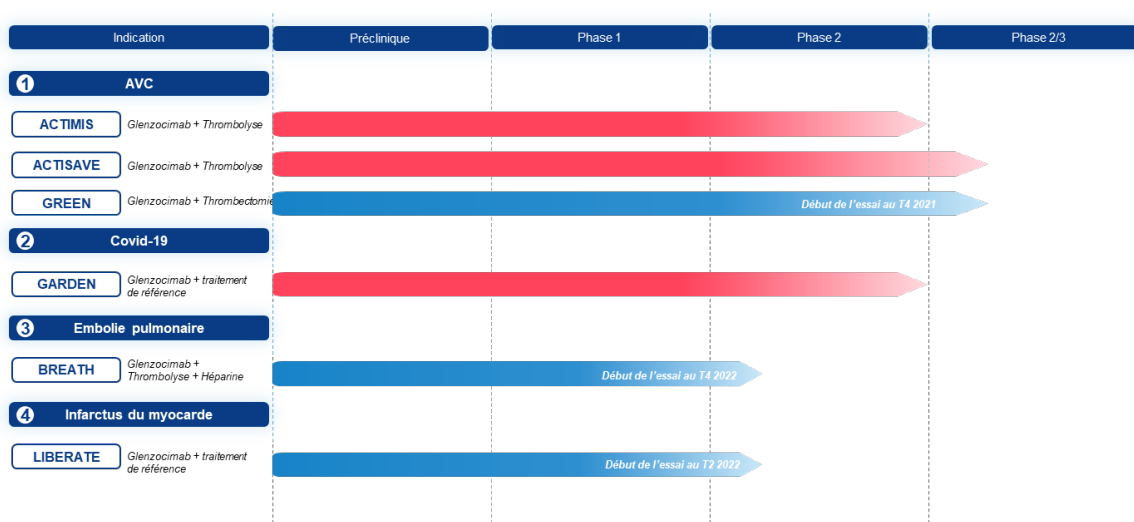 Indication
Préclinique
Phase 1
Phase 2
Phase 2/3
1 AVC
ACTIMIS
Glenzocimab + Thrombolyse
ACTISAVE
Glenzocimab + Thrombolyse
GREEN
Glenzocimab + Thrombectomie
Début de l'essai au T4 2021
2 Covid-19
GARDEN
Glenzocimab + traitement
de référence
3 Embolie pulmonaire
BREATH
Glenzocimab +
Thrombolyse + Héparine
Début de l'essai au T4 2022
4 Infarctus du myocarde
LIBERATE
Glenzocimab + traitement
de référence
Début de l'essai au T2 2022